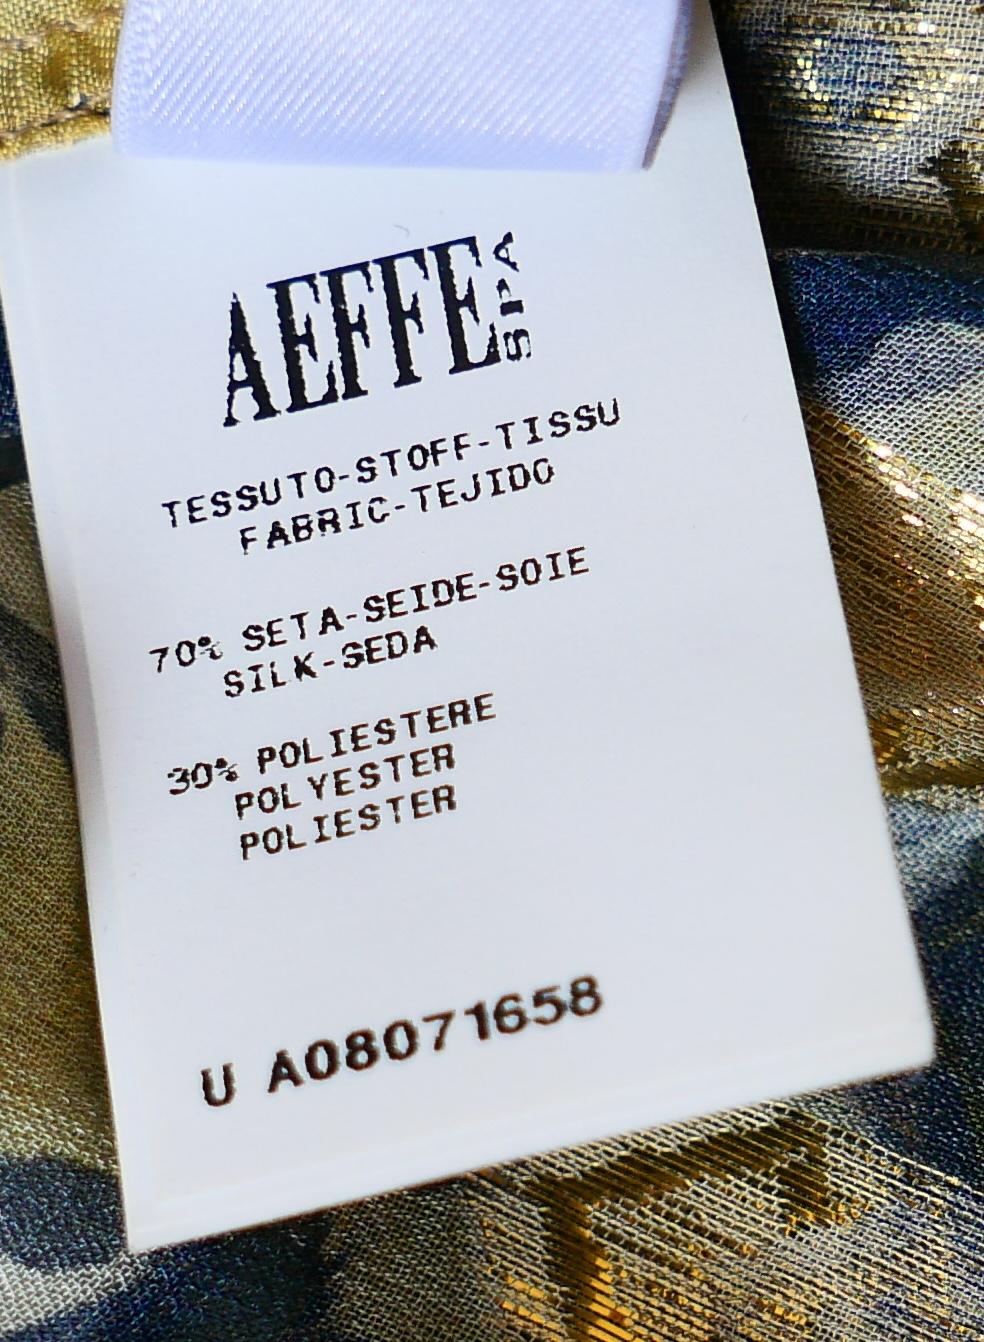 AEFFE SPA
TESSUTO-STOFF-TISSU
FABRIC-TEJIDO
70% SETA-SEIDE-SOIE
SILK-SEDA
30% POLIESTERE
POLYESTER
POLIESTER
U A08071658